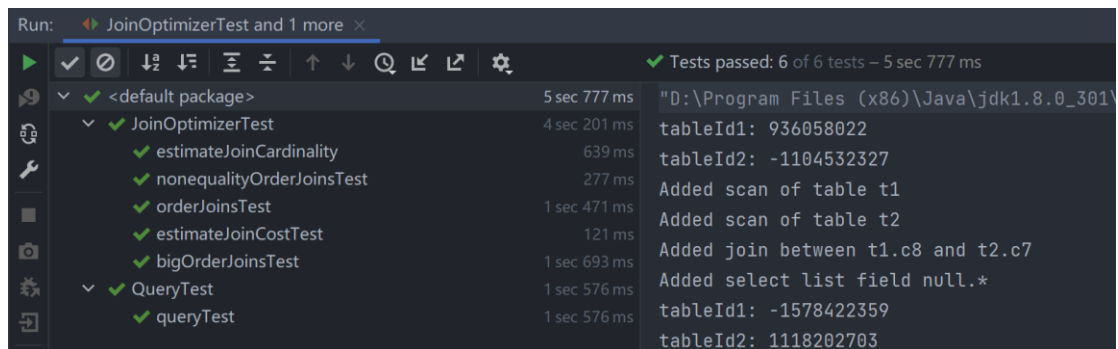 Run: JoinOptimizerTest and 1 more ×
Tests passed: 6 of 6 tests – 5 sec 777 ms
<default package> 5 sec 777 ms
JoinOptimizerTest 4 sec 201 ms
estimateJoinCardinality 639 ms
nonequalityOrderJoinsTest 277 ms
orderJoinsTest 1 sec 471 ms
estimateJoinCostTest 121 ms
bigOrderJoinsTest 1 sec 693 ms
QueryTest 1 sec 576 ms
queryTest 1 sec 576 ms
"D:\Program Files (x86)\Java\jdk1.8.0_301\
tableId1: 936058022
tableId2: -1104532327
Added scan of table t1
Added scan of table t2
Added join between t1.c8 and t2.c7
Added select list field null.*
tableId1: -1578422359
tableId2: 1118202703